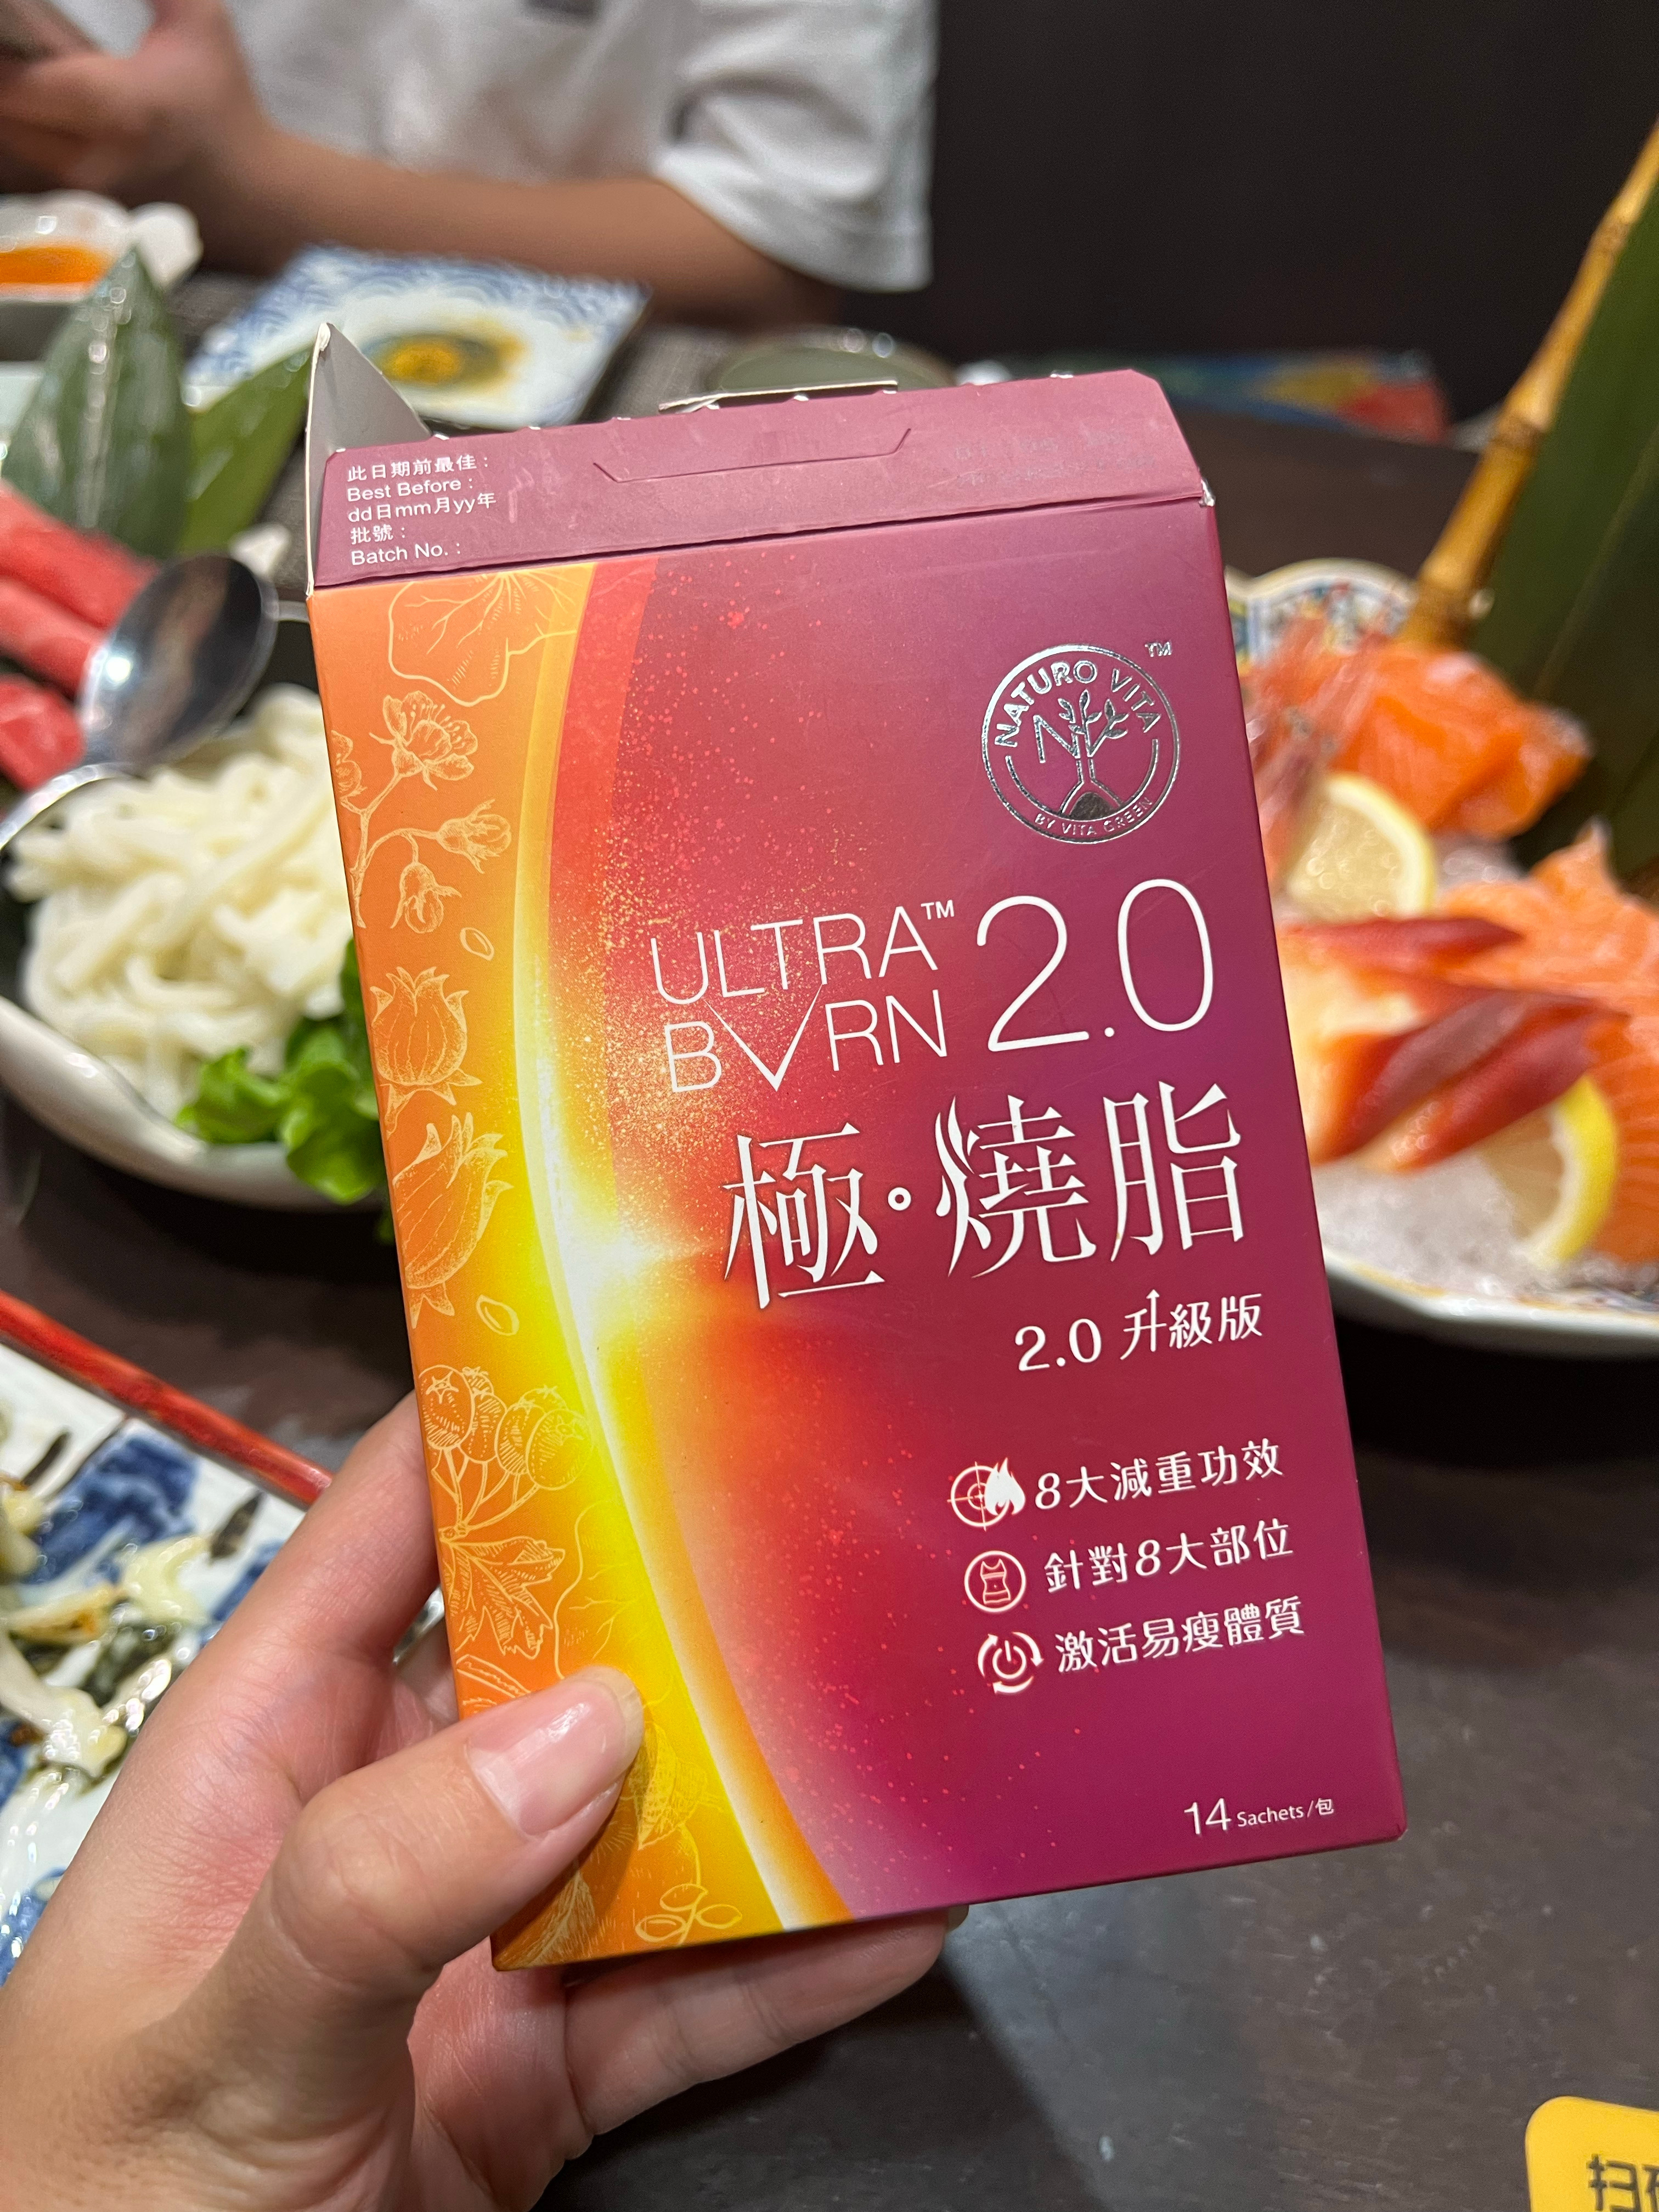 此日期前最佳：
Best Before：
dd日mm月yy年
批號：
Batch No.：
NATURO VITA™
N
BY VITA GREEN
ULTRA™
BURN 2.0
極·燒脂
2.0 升級版
8大減重功效
針對8大部位
激活易瘦體質
14 Sachets/包